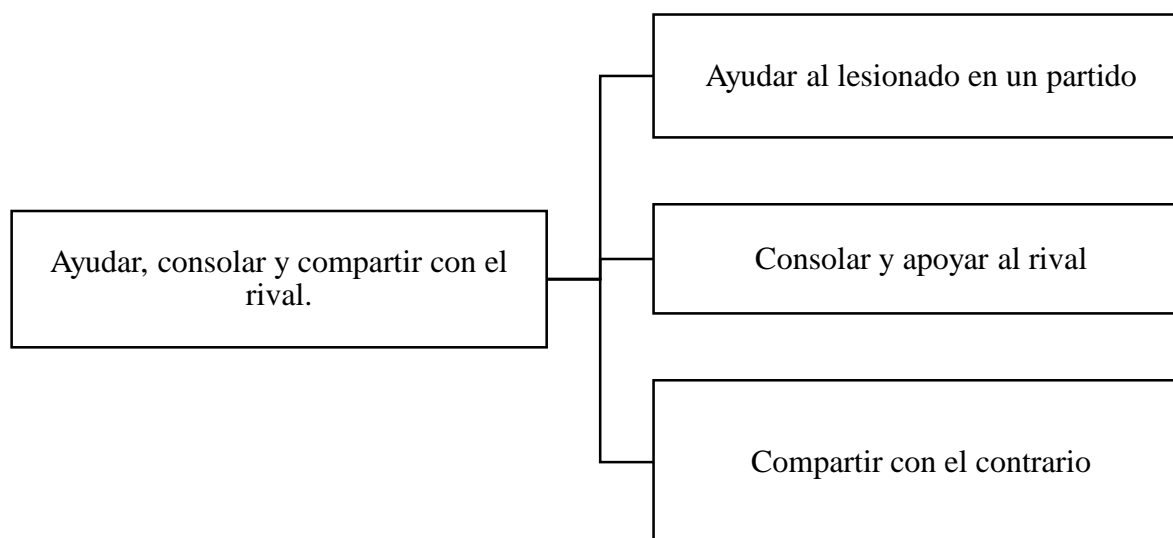 Ayudar al lesionado en un partido
Ayudar, consolar y compartir con el
rival.
Consolar y apoyar al rival
Compartir con el contrario